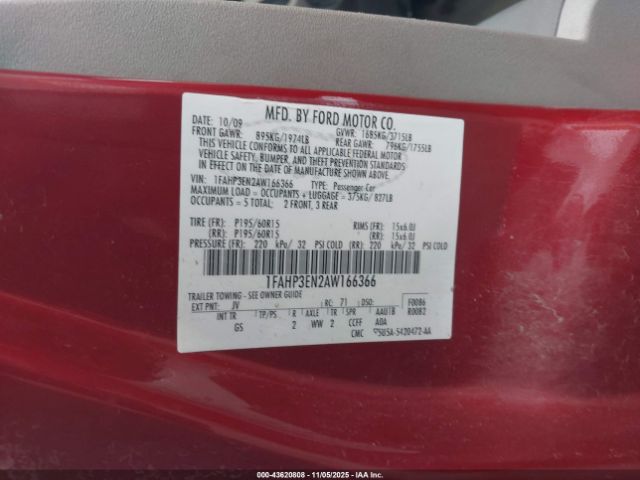 MFD. BY FORD MOTOR CO.
DATE: 10/09 GVWR: 1685KG/3715LB
FRONT GAWR: 895KG/1974LB REAR GAWR: 796KG/1755LB
THIS VEHICLE CONFORMS TO ALL APPLICABLE FEDERAL MOTOR
VEHICLE SAFETY, BUMPER, AND THEFT PREVENTION STANDARDS
IN EFFECT ON THE DATE OF MANUFACTURE SHOWN ABOVE.
VIN: 1FAHP3EN2AW166366 TYPE: Passenger Car
MAXIMUM LOAD = OCCUPANTS + LUGGAGE = 375KG/ 827LB
OCCUPANTS = 5 TOTAL: 2 FRONT, 3 REAR
TIRE (FR): P195/60R15 RIMS (FR): 15x6.0J
(RR): P195/60R15 (RR): 15x6.0J
PRESSURE (FR): 220 kPa/ 32 PSI COLD (RR): 220 kPa/ 32 PSI COLD
1FAHP3EN2AW166366
TRAILER TOWING - SEE OWNER GUIDE
EXT PNT: JV RC: 71 DSO: F0086
INT TR TP/PS R AXLE TR SPR AAU1B R0082
GS 2 WW 2 CCFF ADA
CMC 5U5A-5420472-AA
00-43620808 | 11/05/2025 | IAA Inc.